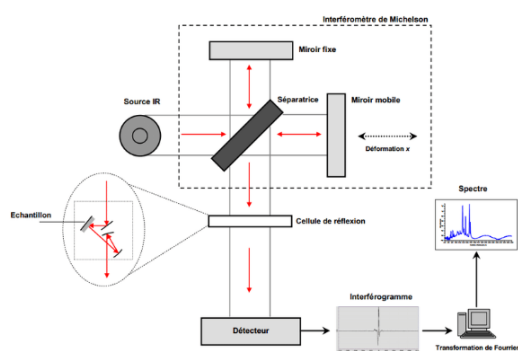 Interféromètre de Michelson
Miroir fixe
Source IR
Séparatrice
Miroir mobile
Déformation x
Spectre
Echantillon
Cellule de réflexion
Interférogramme
Détecteur
Transformation de Fourrier